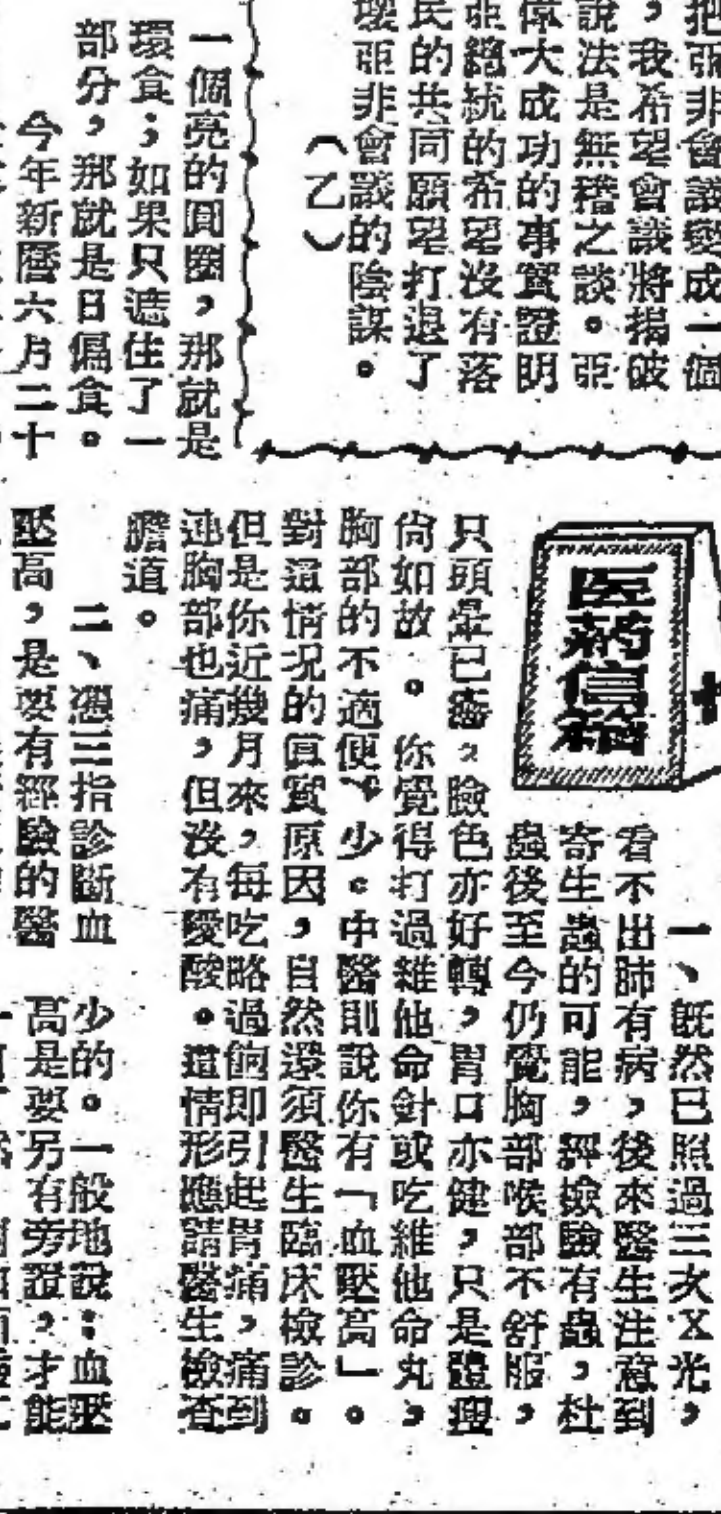 把亞非會議變成一個
，我希望會議將揭破
說法是無稽之談。亞
偉大成功的事實證明
亞組統的希望沒有落
民的共同願望打退了
壞亞非會議的陰謀。
（乙）
一個亮的圓圈，那就是
環食；如果只遮住了一
部分，那就是日偏食。
今年新曆六月二十
医葯信箱
一、旣然已照過三次X光，
看不出肺有病，後來醫生注意到
寄生蟲的可能，經檢驗有蟲，杜
蟲後至今仍覺胸部喉部不舒服，
只頭暈已痊，臉色亦好轉，胃口亦健，只是體瘦
尙如故。你覺得打過維他命針或吃維他命丸，
胸部的不適便少。中醫則說你有「血壓高」。
對這情况的眞實原因，自然還須醫生臨床檢診。
但是你近幾月來，每吃略過飽卽引起胃痛，痛到
連胸部也痛，但沒有噯酸。這情形應請醫生檢查
膽道。
二、憑三指診斷血
壓高，是要有經驗的醫
少的。一般地說：血壓
高是要另有旁證，才能